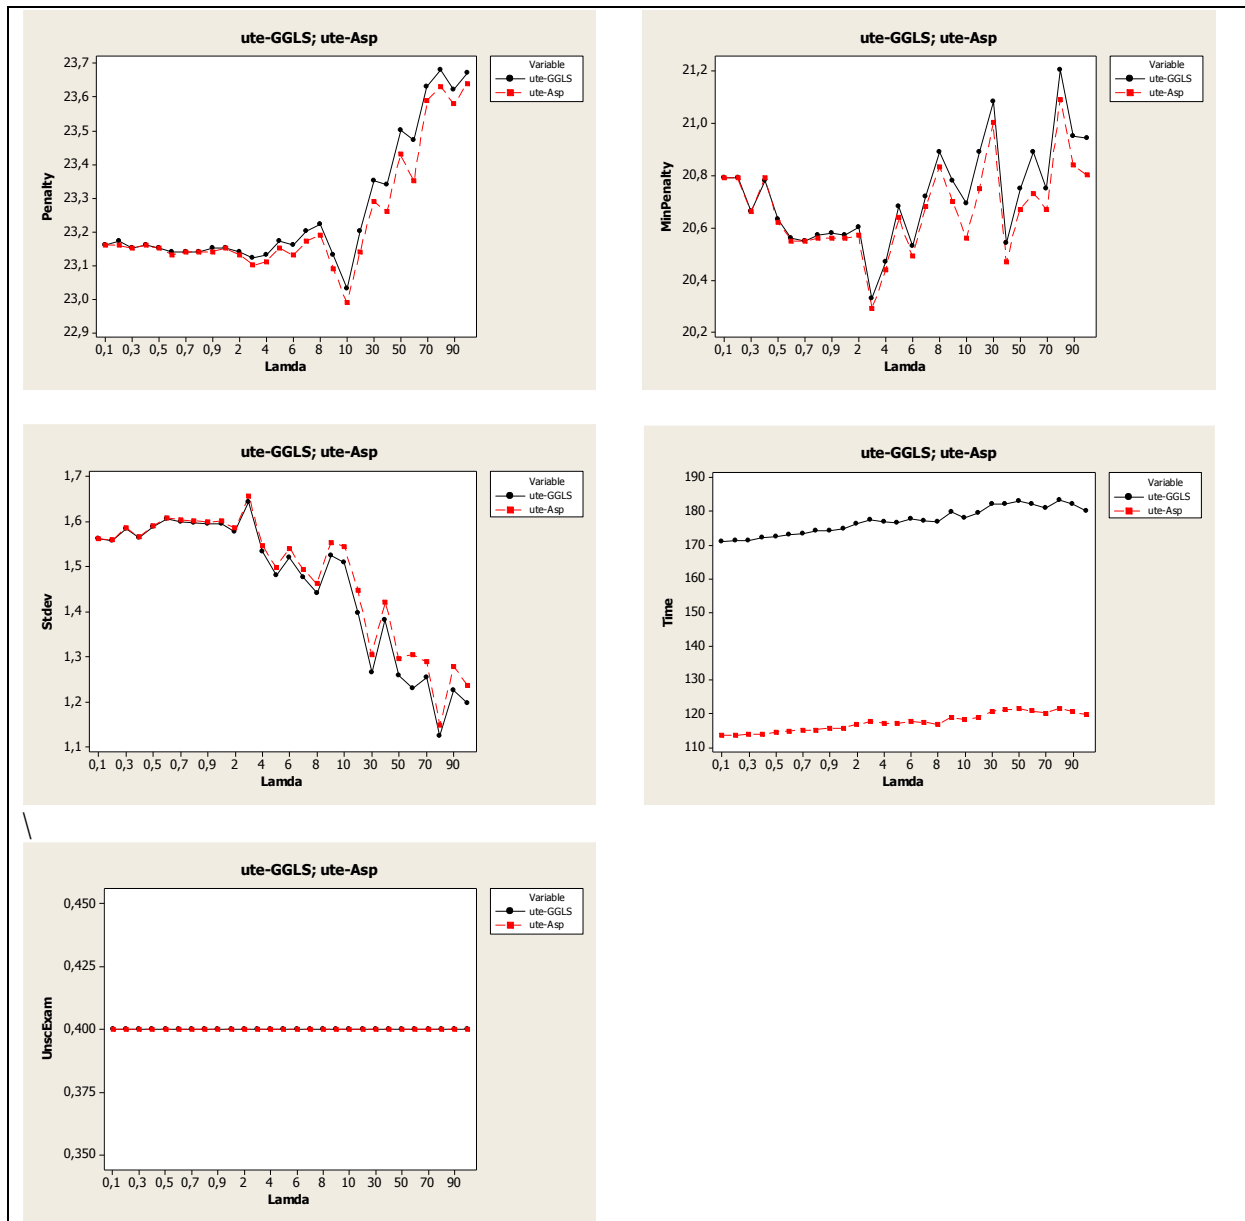 ute-GGLS; ute-Asp
23,7
23,6
23,5
23,4
23,3
23,2
23,1
23,0
22,9
Penalty
0,1 0,3 0,5 0,7 0,9 2 4 6 8 10 30 50 70 90
Lamda
Variable
ute-GGLS
ute-Asp
ute-GGLS; ute-Asp
21,2
21,0
20,8
20,6
20,4
20,2
MinPenalty
0,1 0,3 0,5 0,7 0,9 2 4 6 8 10 30 50 70 90
Lamda
Variable
ute-GGLS
ute-Asp
ute-GGLS; ute-Asp
1,7
1,6
1,5
1,4
1,3
1,2
1,1
Stdev
0,1 0,3 0,5 0,7 0,9 2 4 6 8 10 30 50 70 90
Lamda
Variable
ute-GGLS
ute-Asp
ute-GGLS; ute-Asp
190
180
170
160
150
140
130
120
110
Time
0,1 0,3 0,5 0,7 0,9 2 4 6 8 10 30 50 70 90
Lamda
Variable
ute-GGLS
ute-Asp
\
ute-GGLS; ute-Asp
0,450
0,425
0,400
0,375
0,350
UnscExam
0,1 0,3 0,5 0,7 0,9 2 4 6 8 10 30 50 70 90
Lamda
Variable
ute-GGLS
ute-Asp